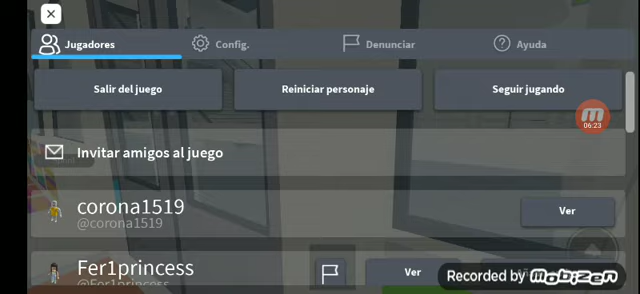 Jugadores
Config.
Denunciar
Ayuda
Salir del juego
Reiniciar personaje
Seguir jugando
06:23
Invitar amigos al juego
corona1519
@corona1519
Ver
Fer1princess
@Fer1princess
Ver
Recorded by mobizen